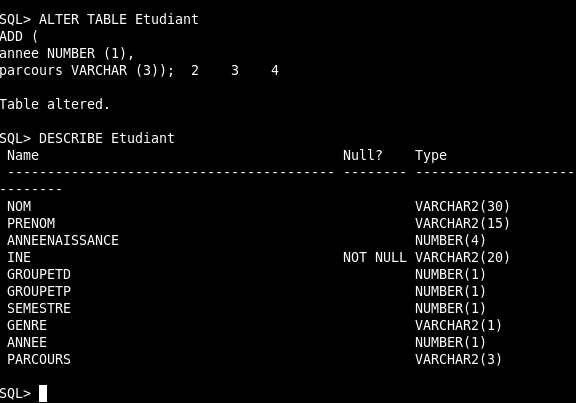 SQL> ALTER TABLE Etudiant
ADD (
annee NUMBER (1),
parcours VARCHAR (3));  2    3    4
Table altered.
SQL> DESCRIBE Etudiant
 Name                                      Null?    Type
 ----------------------------------------- -------- --------------------
--------
 NOM                                                VARCHAR2(30)
 PRENOM                                             VARCHAR2(15)
 ANNEENAISSANCE                                     NUMBER(4)
 INE                                       NOT NULL VARCHAR2(20)
 GROUPETD                                           NUMBER(1)
 GROUPETP                                           NUMBER(1)
 SEMESTRE                                           NUMBER(1)
 GENRE                                              VARCHAR2(1)
 ANNEE                                              NUMBER(1)
 PARCOURS                                           VARCHAR2(3)
SQL>